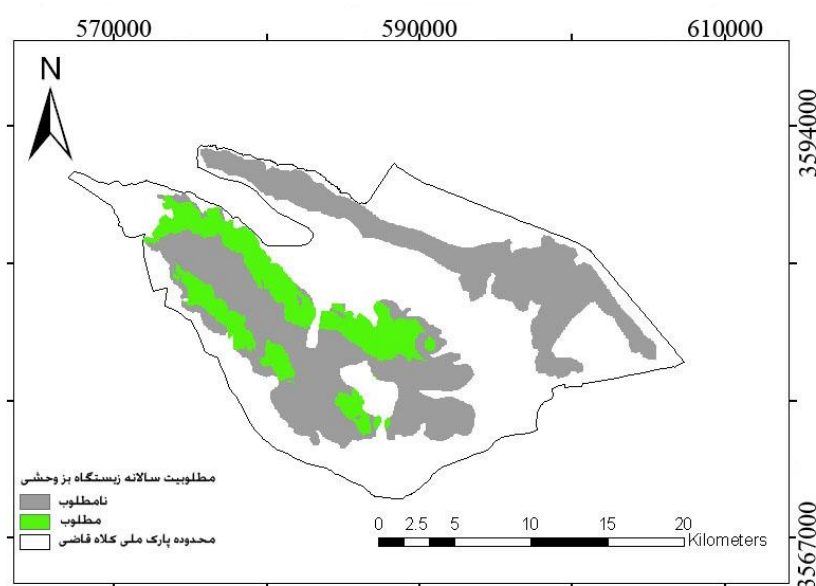 570000 590000 610000
N
3594000
مطلوبیت سالانه زیستگاه بز وحشی
نامطلوب
مطلوب
محدوده پارک ملی کلاه قاضی
0 2.5 5 10 15 20
Kilometers
3567000